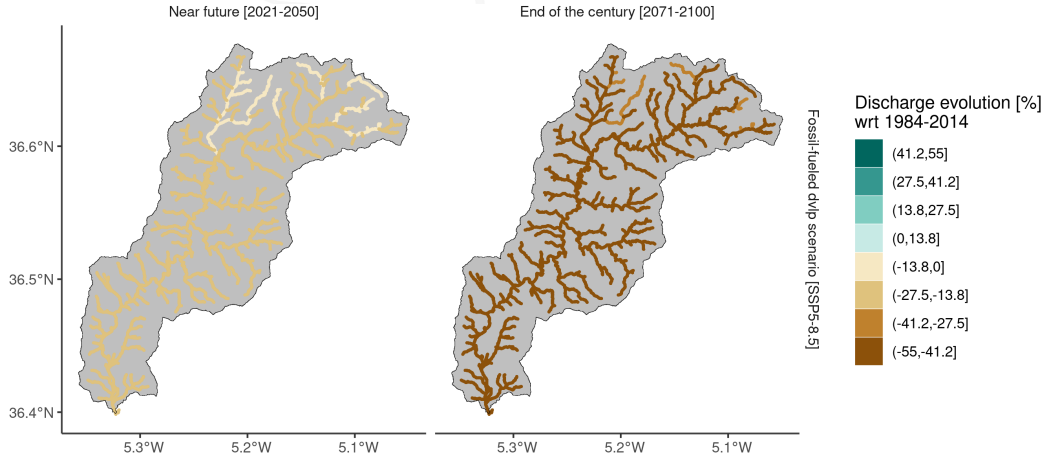 Near future [2021-2050]
End of the century [2071-2100]
36.6°N
36.5°N
36.4°N
5.3°W
5.2°W
5.1°W
5.3°W
5.2°W
5.1°W
Fossil-fueled dvlp scenario [SSP5-8.5]
Discharge evolution [%]
wrt 1984-2014
(41.2,55]
(27.5,41.2]
(13.8,27.5]
(0,13.8]
(-13.8,0]
(-27.5,-13.8]
(-41.2,-27.5]
(-55,-41.2]